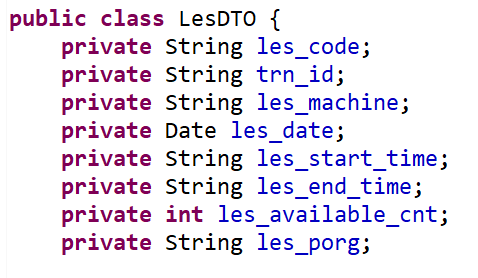 public class LesDTO {
private String les_code;
private String trn_id;
private String les_machine;
private Date les_date;
private String les_start_time;
private String les_end_time;
private int les_available_cnt;
private String les_porg;